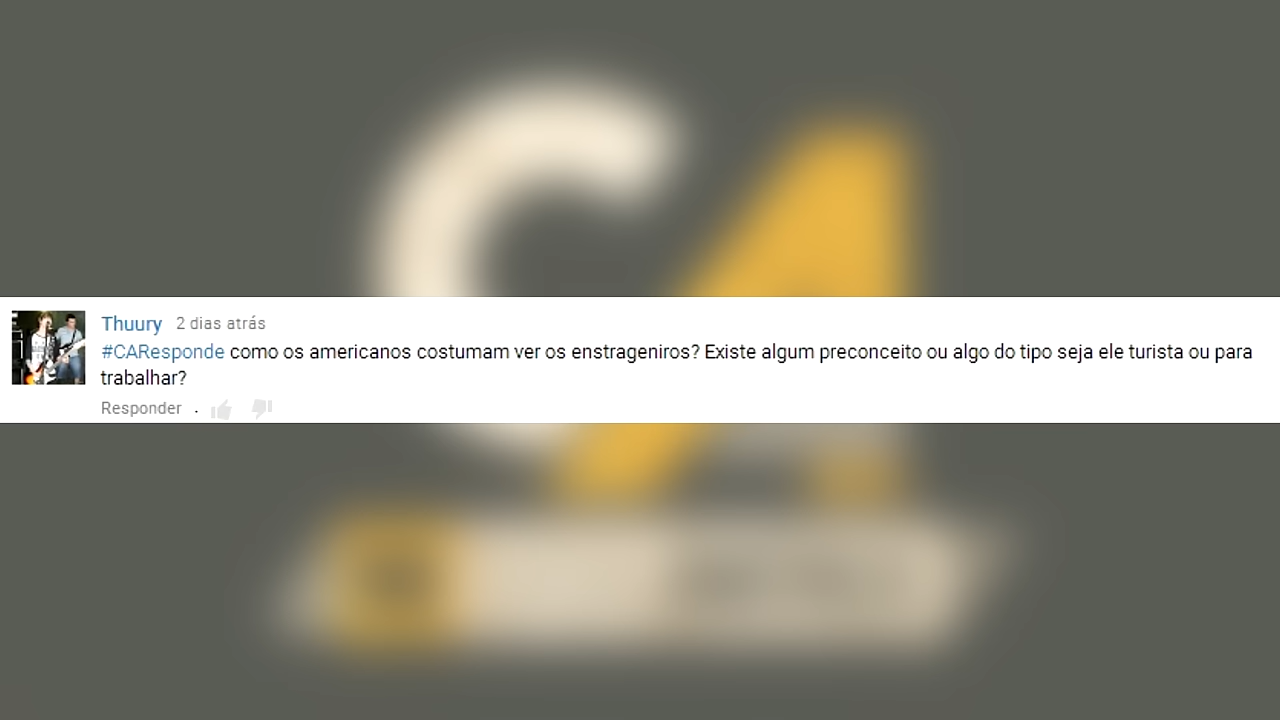 Thuury 2 dias atrás
#CAResponde como os americanos costumam ver os enstrageniros? Existe algum preconceito ou algo do tipo seja ele turista ou para
trabalhar?
Responder .